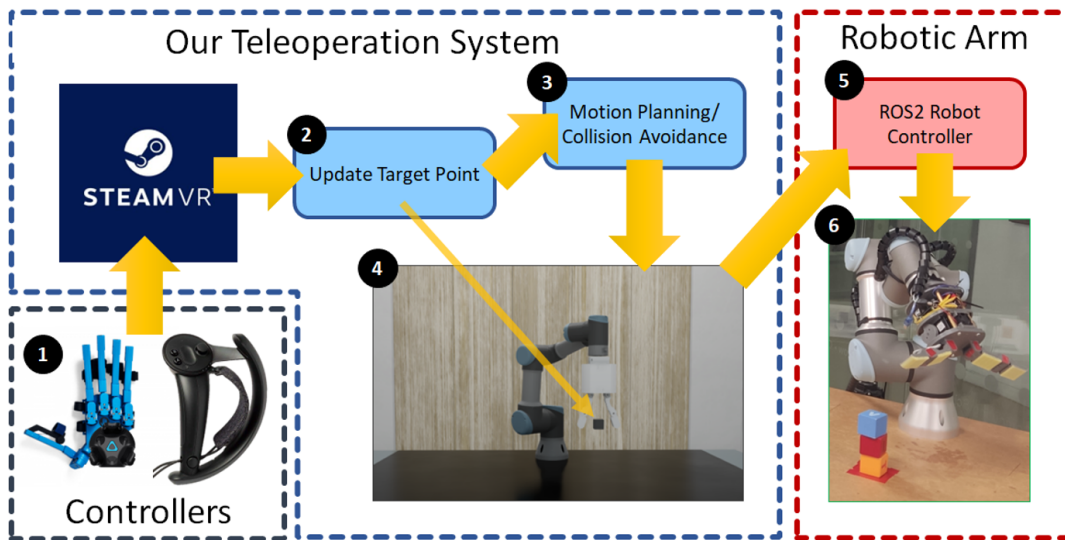 Our Teleoperation System
Robotic Arm
3
Motion Planning/
Collision Avoidance
5
ROS2 Robot
Controller
2
Update Target Point
STEAMVR
4
6
1
Controllers